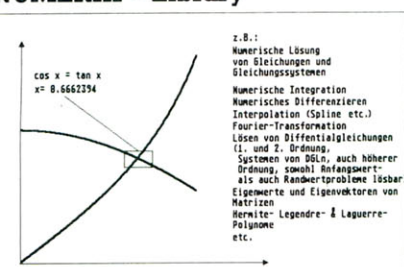 Library
cos x = tan x
x= 0.6662394
z.B.:
Numerische Lösung
von Gleichungen und
Gleichungssystemen
Numerische Integration
Numerisches Differenzieren
Interpolation (Spline etc.)
Fourier-Transformation
Lösen von Diffentialgleichungen
(1. und 2. Ordnung,
Systemen von DGLn, auch höherer
Ordnung, sowohl Anfangswert-
als auch Randwertprobleme lösbar
Eigenwerte und Eigenvektoren von
Matrizen
Hermite- Legendre- & Laguerre-
Polynome
etc.